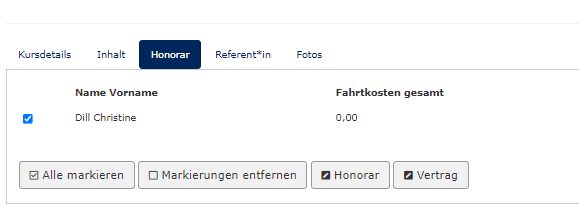 Kursdetails Inhalt Honorar Referent*in Fotos
Name Vorname Fahrtkosten gesamt
Dill Christine 0,00
Alle markieren Markierungen entfernen Honorar Vertrag